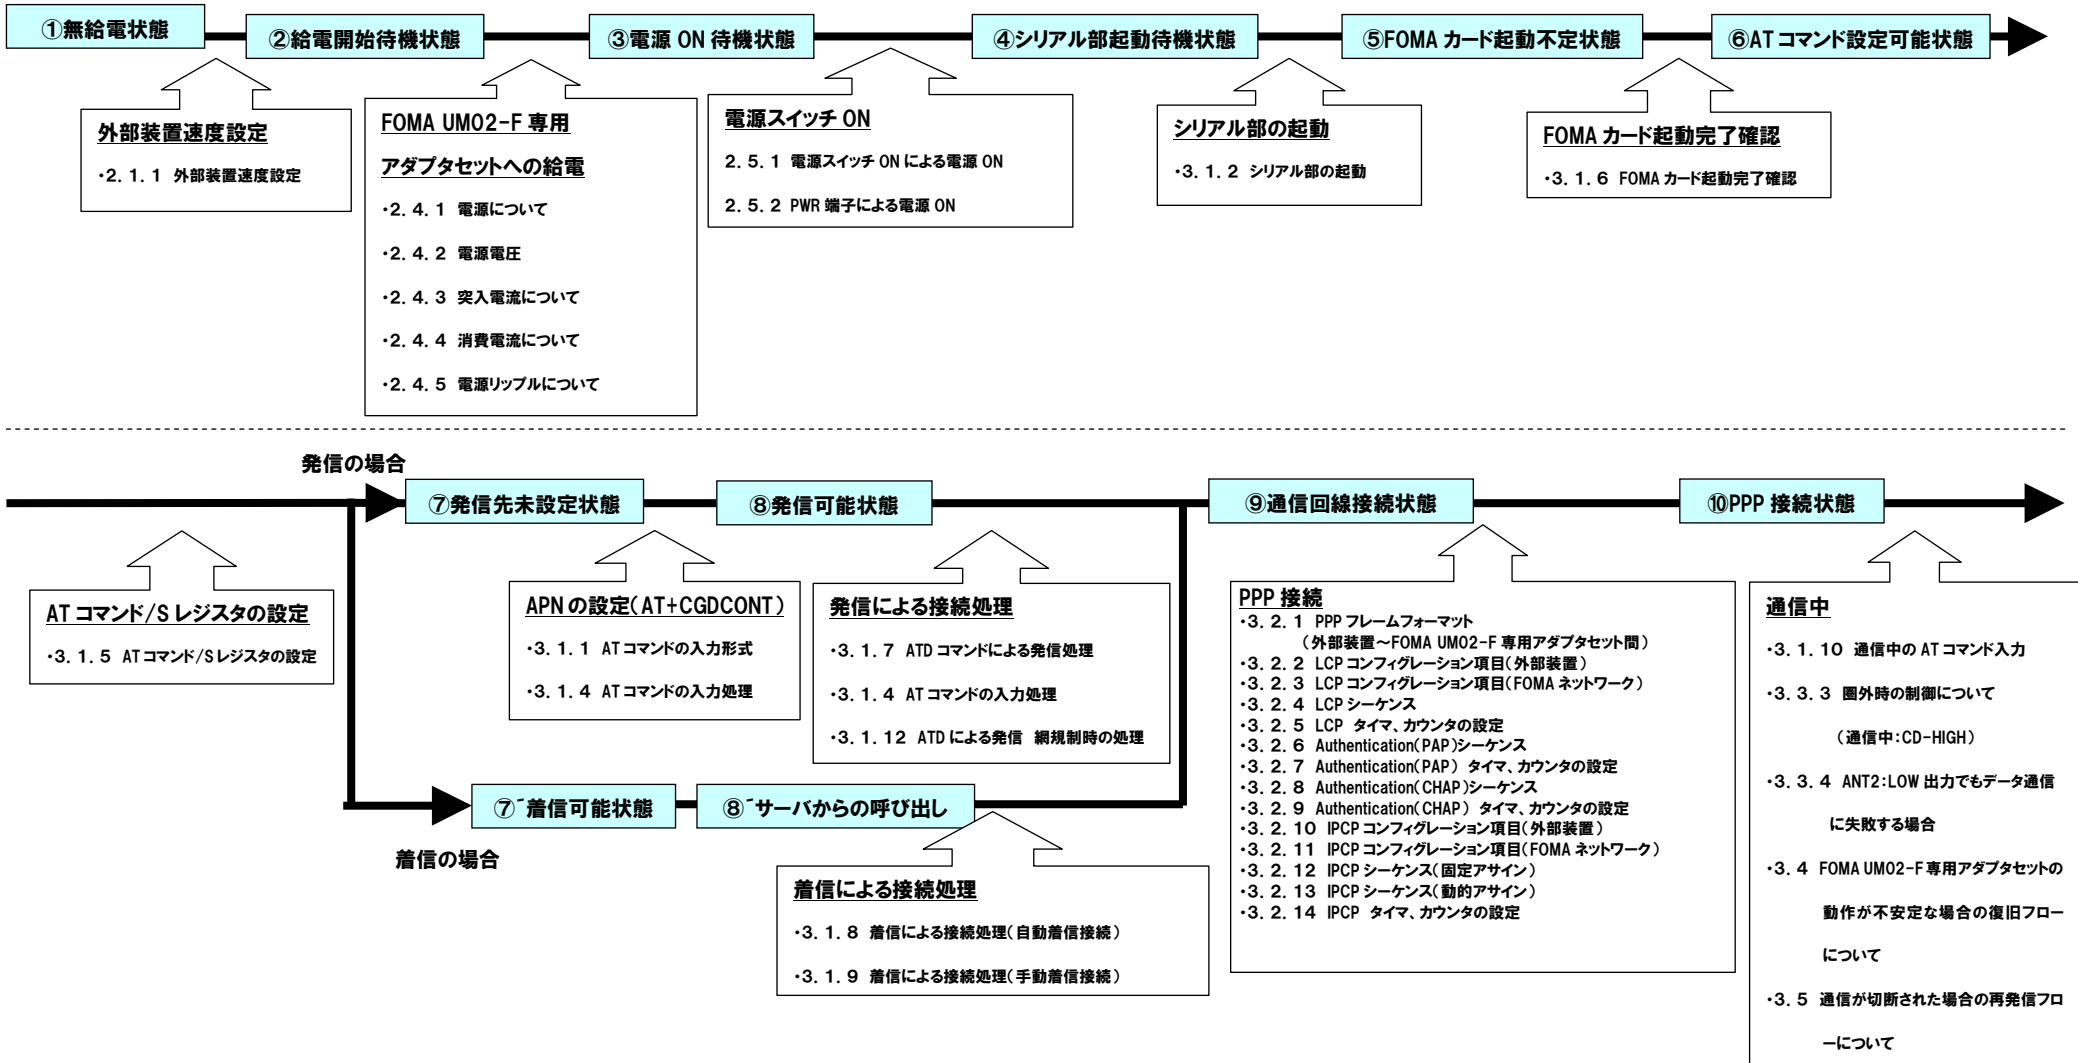 ①無給電状態
②給電開始待機状態
③電源 ON 待機状態
④シリアル部起動待機状態
⑤FOMA カード起動不定状態
⑥AT コマンド設定可能状態
外部装置速度設定
・2.1.1 外部装置速度設定
FOMA UM02-F 専用
アダプタセットへの給電
・2.4.1 電源について
・2.4.2 電源電圧
・2.4.3 突入電流について
・2.4.4 消費電流について
・2.4.5 電源リップルについて
電源スイッチ ON
2.5.1 電源スイッチ ON による電源 ON
2.5.2 PWR 端子による電源 ON
シリアル部の起動
・3.1.2 シリアル部の起動
FOMA カード起動完了確認
・3.1.6 FOMA カード起動完了確認
発信の場合
⑦発信先未設定状態
⑧発信可能状態
⑨通信回線接続状態
⑩PPP 接続状態
AT コマンド/S レジスタの設定
・3.1.5 AT コマンド/S レジスタの設定
APN の設定(AT+CGDCONT)
・3.1.1 AT コマンドの入力形式
・3.1.4 AT コマンドの入力処理
発信による接続処理
・3.1.7 ATD コマンドによる発信処理
・3.1.4 AT コマンドの入力処理
・3.1.12 ATD による発信 網規制時の処理
⑦´着信可能状態
⑧´サーバからの呼び出し
着信の場合
着信による接続処理
・3.1.8 着信による接続処理(自動着信接続)
・3.1.9 着信による接続処理(手動着信接続)
PPP 接続
・3.2.1 PPP フレームフォーマット
(外部装置～FOMA UM02-F 専用アダプタセット間)
・3.2.2 LCP コンフィグレーション項目(外部装置)
・3.2.3 LCP コンフィグレーション項目(FOMA ネットワーク)
・3.2.4 LCP シーケンス
・3.2.5 LCP タイマ、カウンタの設定
・3.2.6 Authentication(PAP)シーケンス
・3.2.7 Authentication(PAP) タイマ、カウンタの設定
・3.2.8 Authentication(CHAP)シーケンス
・3.2.9 Authentication(CHAP) タイマ、カウンタの設定
・3.2.10 IPCP コンフィグレーション項目(外部装置)
・3.2.11 IPCP コンフィグレーション項目(FOMA ネットワーク)
・3.2.12 IPCP シーケンス(固定アサイン)
・3.2.13 IPCP シーケンス(動的アサイン)
・3.2.14 IPCP タイマ、カウンタの設定
通信中
・3.1.10 通信中の AT コマンド入力
・3.3.3 圏外時の制御について
(通信中:CD-HIGH)
・3.3.4 ANT2:LOW 出力でもデータ通信
に失敗する場合
・3.4 FOMA UM02-F 専用アダプタセットの
動作が不安定な場合の復旧フロー
について
・3.5 通信が切断された場合の再発信フロ
ーについて